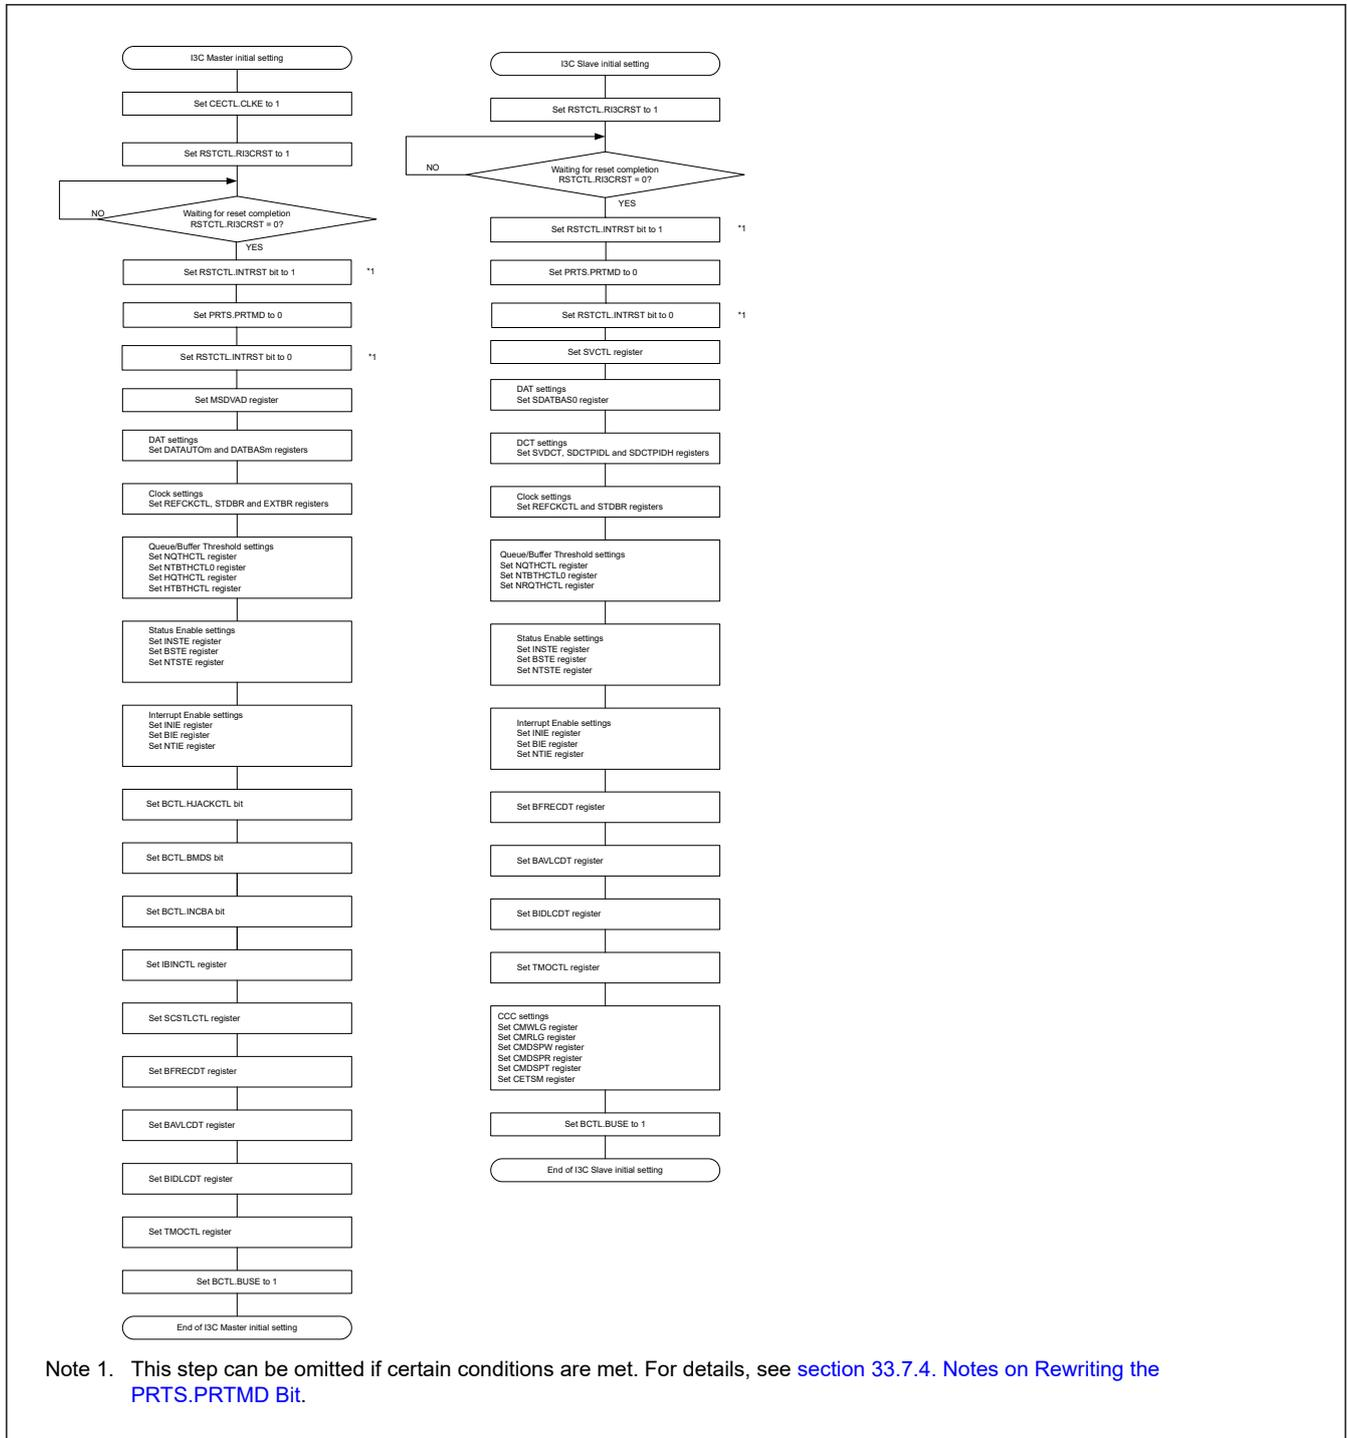 I3C Master initial setting
Set CECTL.CLKE to 1
Set RSTCTL.RI3CRST to 1
NO
Waiting for reset completion
RSTCTL.RI3CRST = 0?
YES
Set RSTCTL.INTRST bit to 1
*1
Set PRTS.PRTMD to 0
Set RSTCTL.INTRST bit to 0
*1
Set MSDVAD register
DAT settings
Set DATAUTOm and DATBASm registers
Clock settings
Set REFCKCTL, STDBR and EXTBR registers
Queue/Buffer Threshold settings
Set NQTHCTL register
Set NTBTHCTL0 register
Set HQTHCTL register
Set HTBTHCTL register
Status Enable settings
Set INSTE register
Set BSTE register
Set NTSTE register
Interrupt Enable settings
Set INIE register
Set BIE register
Set NTIE register
Set BCTL.HJACKCTL bit
Set BCTL.BMDS bit
Set BCTL.INCBA bit
Set IBINCTL register
Set SCSTLCTL register
Set BFRECDT register
Set BAVLCDT register
Set BIDLCDT register
Set TMOCTL register
Set BCTL.BUSE to 1
End of I3C Master initial setting
I3C Slave initial setting
Set RSTCTL.RI3CRST to 1
NO
Waiting for reset completion
RSTCTL.RI3CRST = 0?
YES
Set RSTCTL.INTRST bit to 1
*1
Set PRTS.PRTMD to 0
Set RSTCTL.INTRST bit to 0
*1
Set SVCTL register
DAT settings
Set SDATBAS0 register
DCT settings
Set SVDCT, SDCTPIDL and SDCTPIDH registers
Clock settings
Set REFCKCTL and STDBR registers
Queue/Buffer Threshold settings
Set NQTHCTL register
Set NTBTHCTL0 register
Set NRQTHCTL register
Status Enable settings
Set INSTE register
Set BSTE register
Set NTSTE register
Interrupt Enable settings
Set INIE register
Set BIE register
Set NTIE register
Set BFRECDT register
Set BAVLCDT register
Set BIDLCDT register
Set TMOCTL register
CCC settings
Set CMWLG register
Set CMRLG register
Set CMDSPW register
Set CMDSPR register
Set CMDSPT register
Set CETSM register
Set BCTL.BUSE to 1
End of I3C Slave initial setting
Note 1. This step can be omitted if certain conditions are met. For details, see section 33.7.4. Notes on Rewriting the
PRTS.PRTMD Bit.